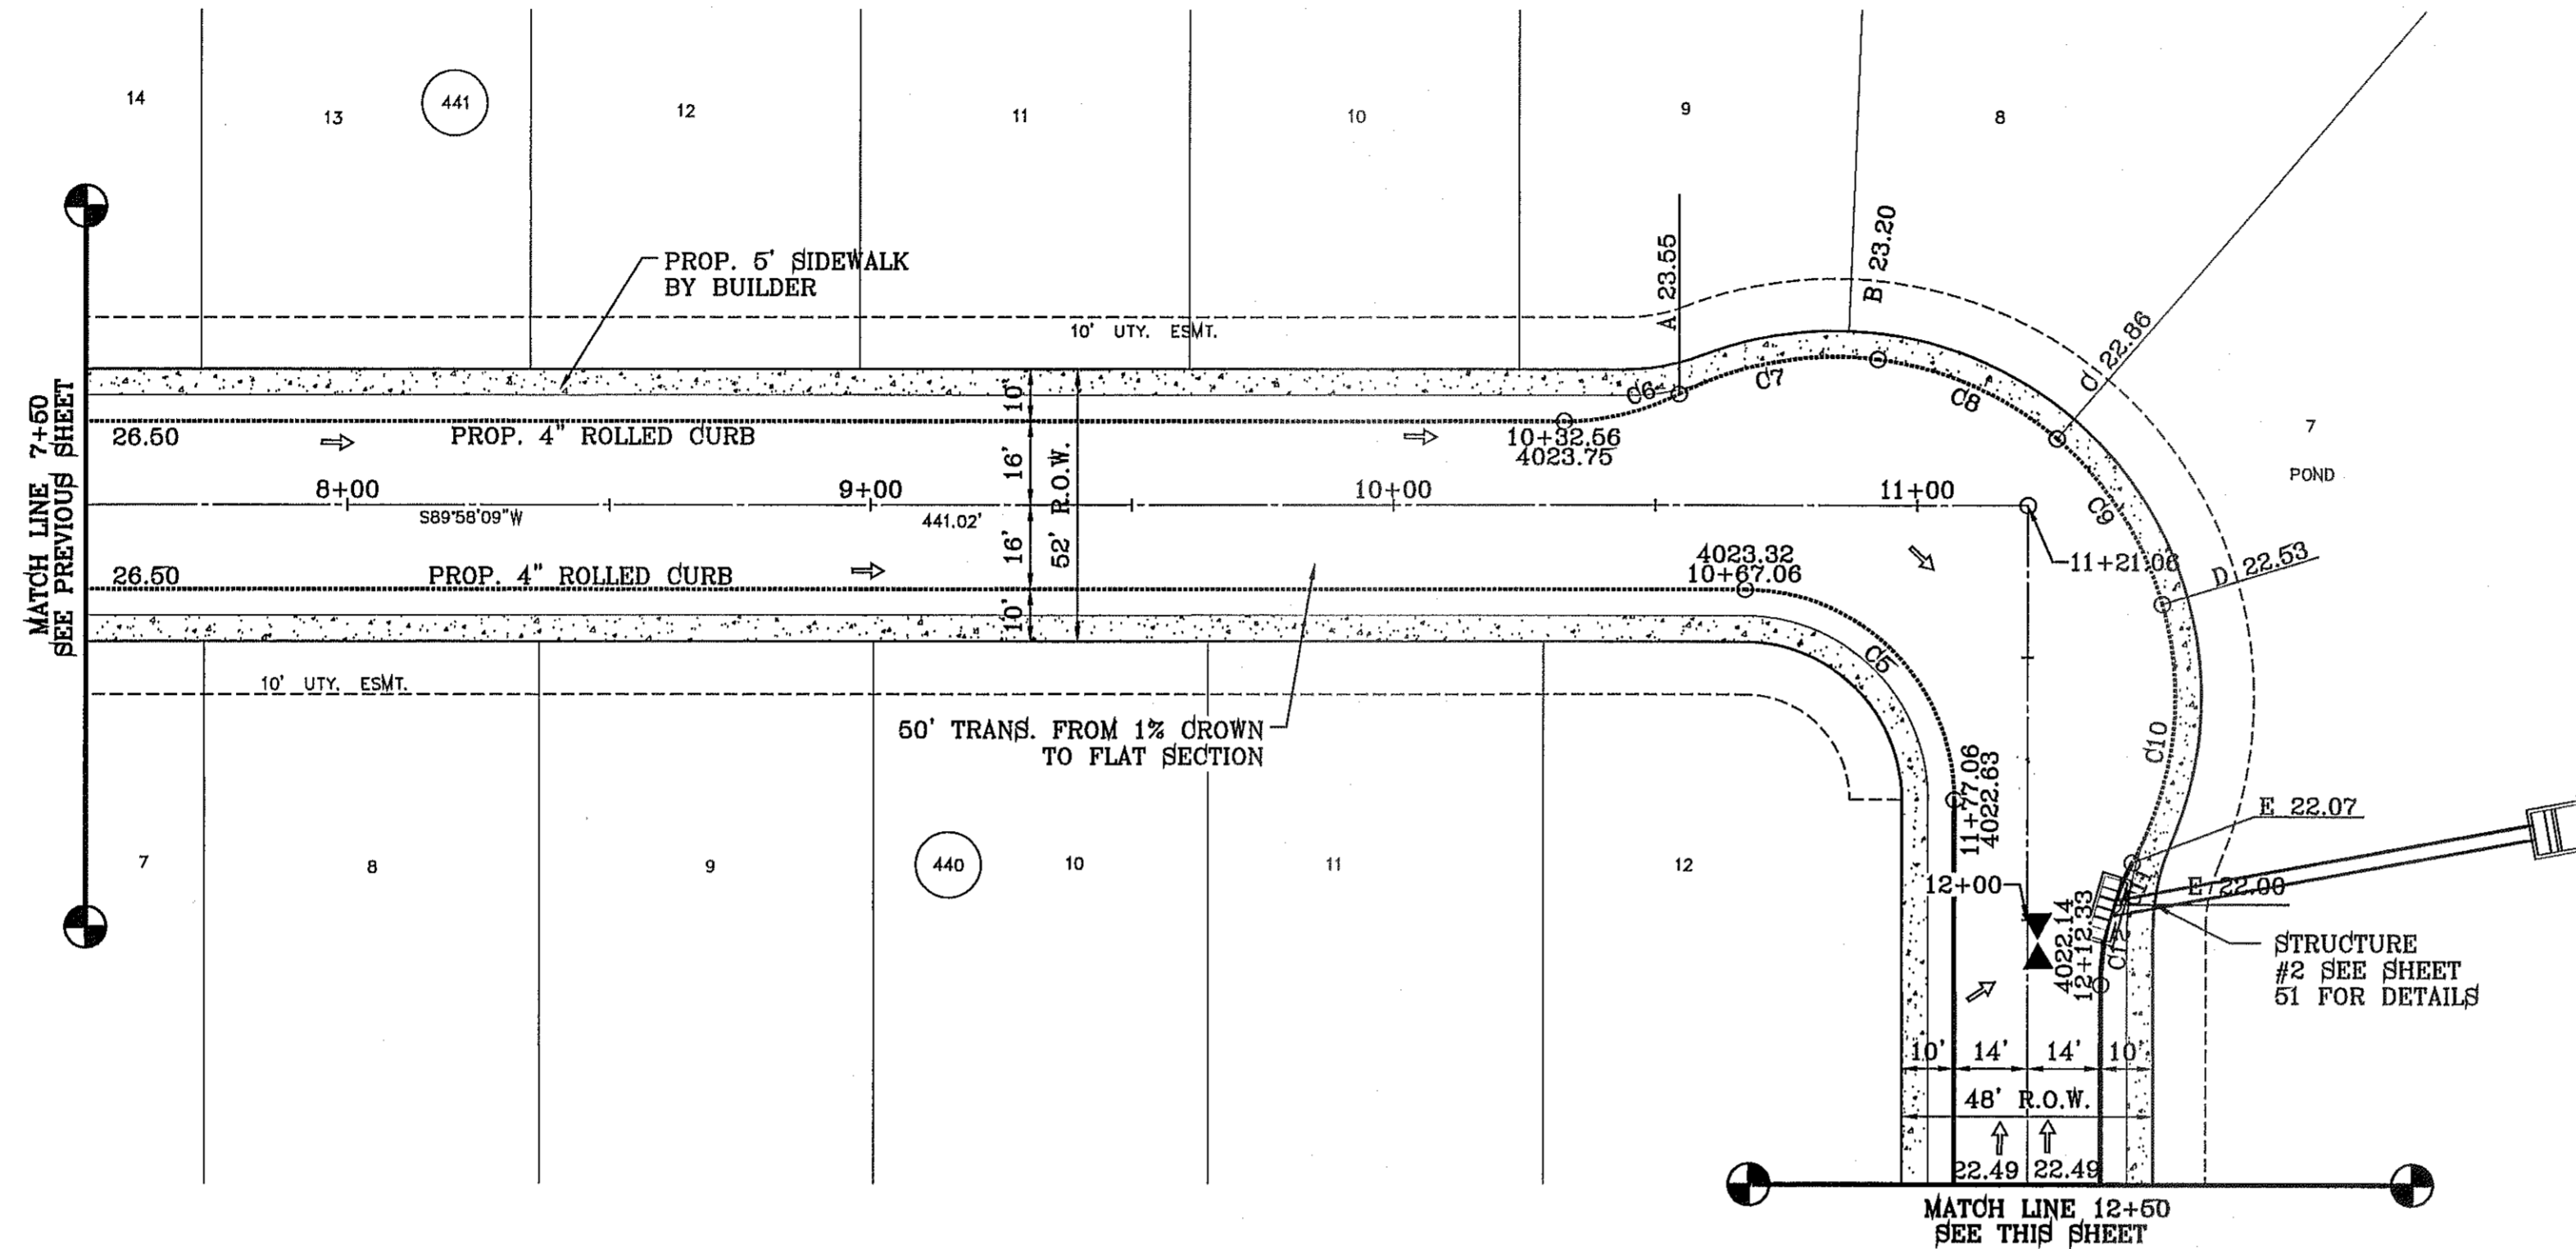 14
13
441
12
11
10
9
8
PROP. 5' SIDEWALK
BY BUILDER
10' UTY. ESMT.
A 23.55
B 23.20
C 22.86
D 22.53
7
POND
MATCH LINE 7+50
SEE PREVIOUS SHEET
26.50
PROP. 4" ROLLED CURB
10'
16'
16'
10'
52' R.O.W.
C6
C7
C8
C9
C10
10+32.56
4023.75
8+00
9+00
10+00
11+00
S89°58'09"W
441.02'
11+21.06
26.50
PROP. 4" ROLLED CURB
4023.32
10+67.06
C5
10' UTY. ESMT.
50' TRANS. FROM 1% CROWN
TO FLAT SECTION
11+77.06
4022.63
E 22.07
7
8
9
440
10
11
12
12+00
E' 22.00
C11
C12
4022.14
12+12.33
STRUCTURE
#2 SEE SHEET
51 FOR DETAILS
10' 14' 14' 10'
48' R.O.W.
22.49 22.49
MATCH LINE 12+50
SEE THIS SHEET